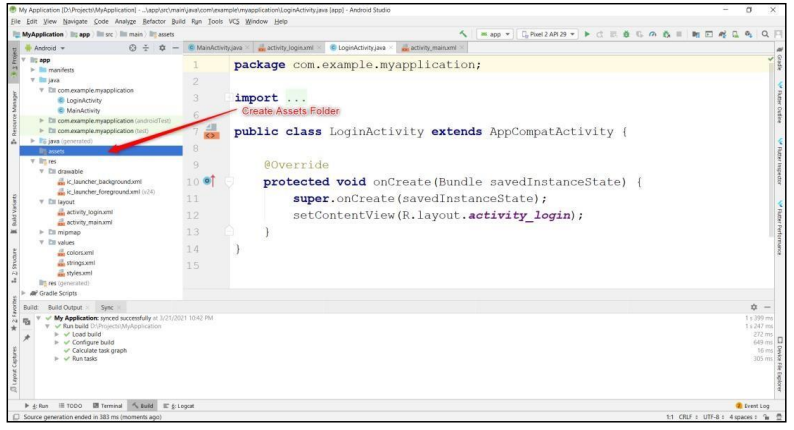 My Application [D:\Projects\MyApplication] - ...\app\src\main\java\com\example\myapplication\LoginActivity.java [app] - Android Studio
File Edit View Navigate Code Analyze Refactor Build Run Tools VCS Window Help
MyApplication app src main assets
app Pixel 2 API 29
Android
MainActivity.java activity_login.xml LoginActivity.java activity_main.xml
app
manifests
java
com.example.myapplication
LoginActivity
MainActivity
com.example.myapplication (androidTest)
com.example.myapplication (test)
java (generated)
assets
res
drawable
ic_launcher_background.xml
ic_launcher_foreground.xml (v24)
layout
activity_login.xml
activity_main.xml
mipmap
values
colors.xml
strings.xml
styles.xml
res (generated)
Gradle Scripts
1 package com.example.myapplication;
2
3 import ...
Create Assets Folder
6
7 public class LoginActivity extends AppCompatActivity {
8
9 @Override
10 protected void onCreate(Bundle savedInstanceState) {
11 super.onCreate(savedInstanceState);
12 setContentView(R.layout.activity_login);
13 }
14 }
15
1: Project
Resource Manager
Build Variants
Z: Structure
2: Favorites
Layout Captures
Gradle
Flutter Outline
Flutter Inspector
Flutter Performance
Device File Explorer
Build: Build Output Sync
My Application: synced successfully at 3/21/2021 10:42 PM 1 s 399 ms
Run build D:\Projects\MyApplication 1 s 247 ms
Load build 272 ms
Configure build 649 ms
Calculate task graph 16 ms
Run tasks 305 ms
4: Run TODO Terminal Build 6: Logcat Event Log
Source generation ended in 383 ms (moments ago) 1:1 CRLF UTF-8 4 spaces